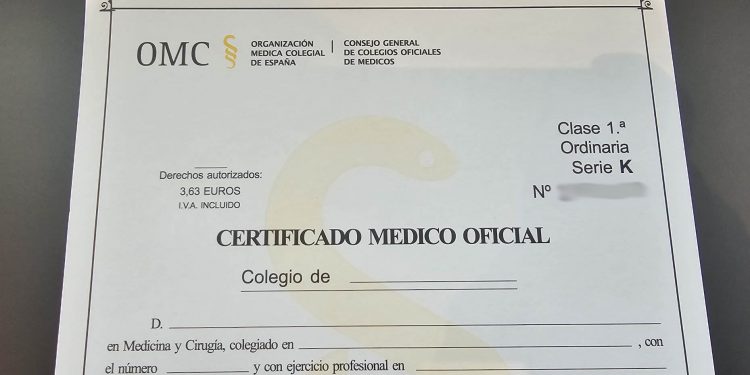 OMC
ORGANIZACIÓN
MEDICA COLEGIAL
DE ESPAÑA
CONSEJO GENERAL
DE COLEGIOS OFICIALES
DE MEDICOS
Clase 1.ª
Ordinaria
Serie K
Nº
Derechos autorizados:
3,63 EUROS
I.V.A. INCLUIDO
CERTIFICADO MEDICO OFICIAL
Colegio de
D.
en Medicina y Cirugía, colegiado en , con
el número y con ejercicio profesional en